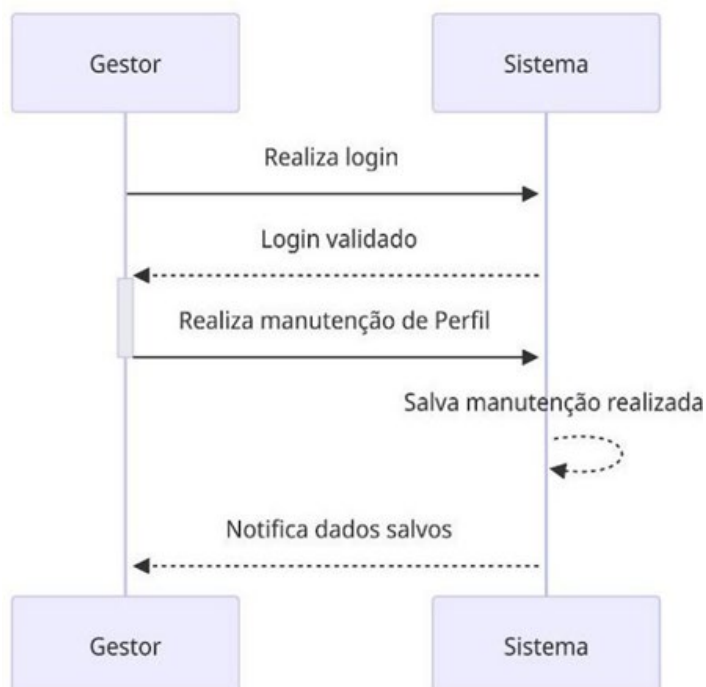 Gestor
Sistema
Realiza login
Login validado
Realiza manutenção de Perfil
Salva manutenção realizada
Notifica dados salvos
Gestor
Sistema